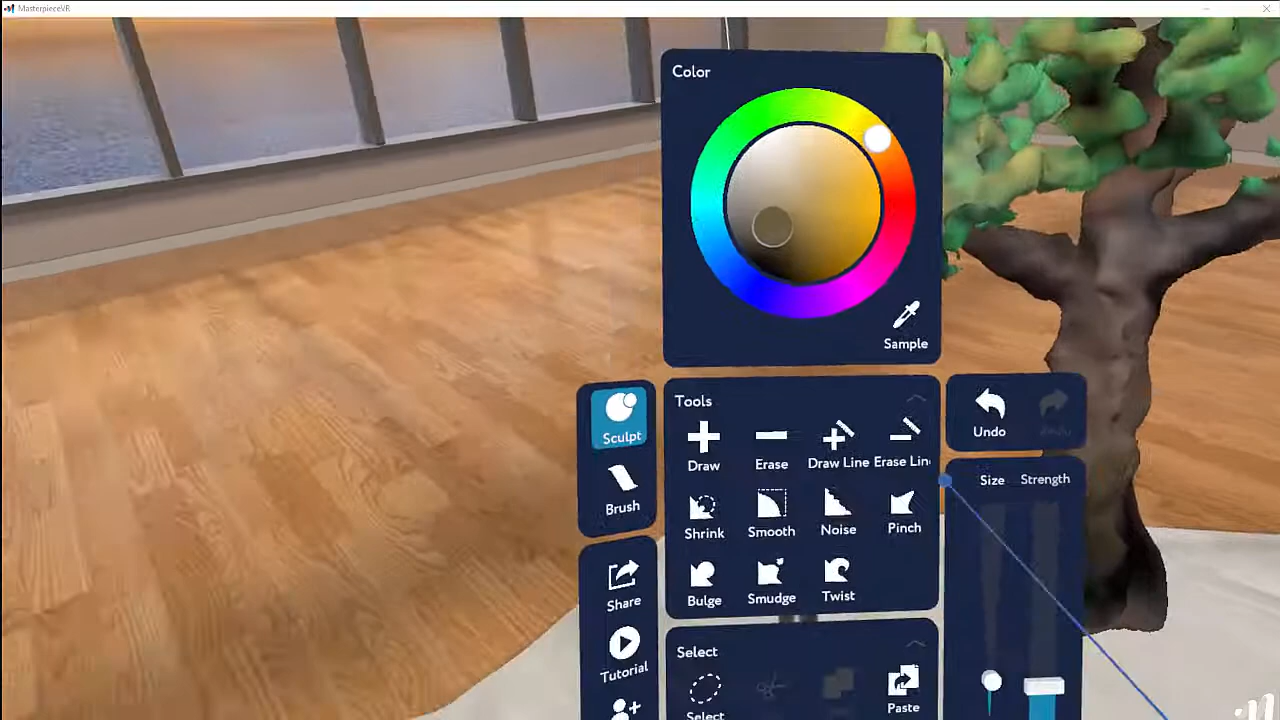 MasterpieceVR
Color
Sample
Sculpt
Brush
Tools
Draw
Erase
Draw Line
Erase Lin
Shrink
Smooth
Noise
Pinch
Bulge
Smudge
Twist
Undo
Size
Strength
Share
Tutorial
Select
Select
Paste